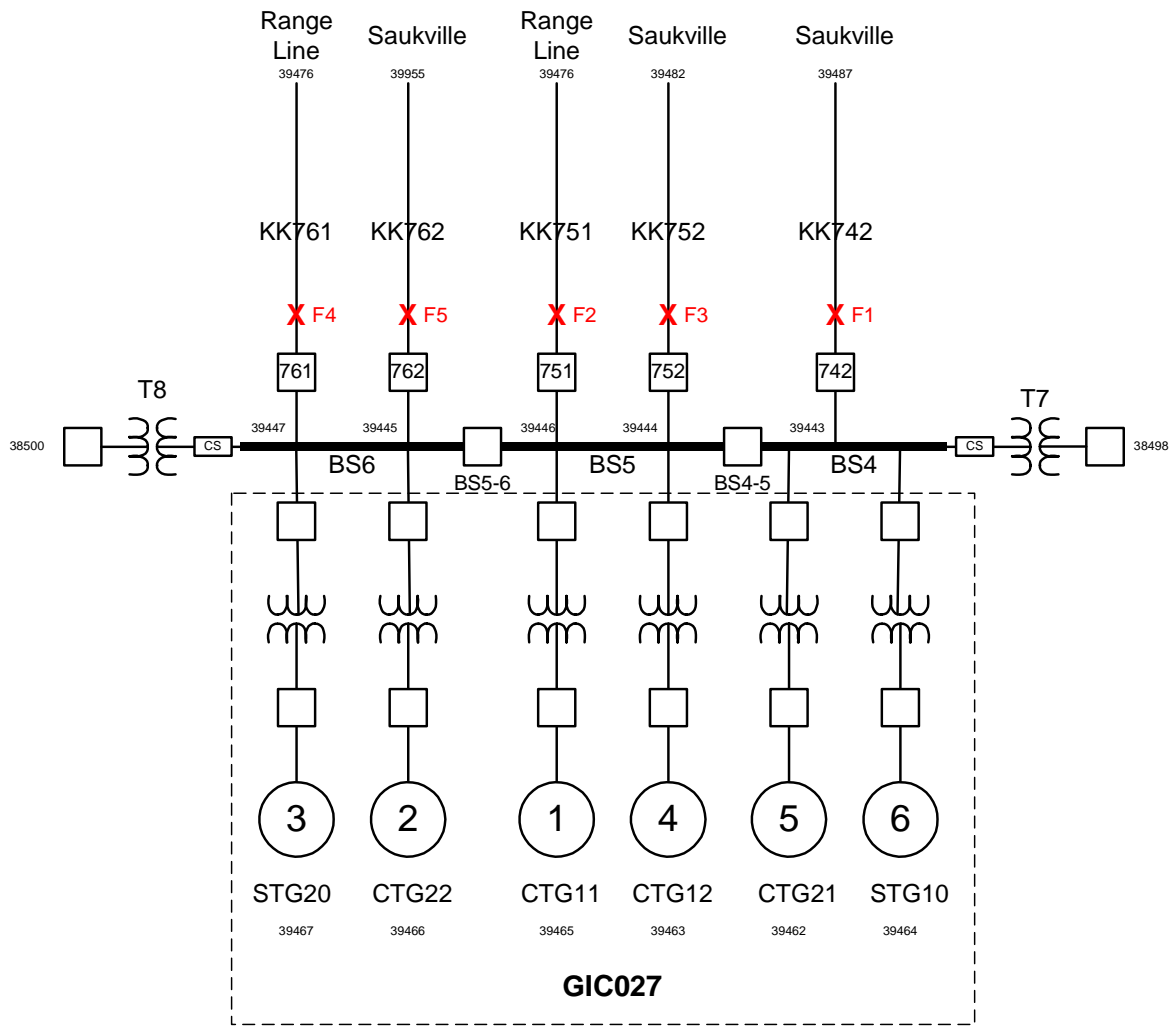 Range
Line
Saukville
Range
Line
Saukville
Saukville
39476
39955
39476
39482
39487
KK761
KK762
KK751
KK752
KK742
X F4
X F5
X F2
X F3
X F1
761
762
751
752
742
T8
T7
39447
39445
39446
39444
39443
38500
CS
CS
38498
BS6
BS5
BS4
BS5-6
BS4-5
3
2
1
4
5
6
STG20
CTG22
CTG11
CTG12
CTG21
STG10
39467
39466
39465
39463
39462
39464
GIC027